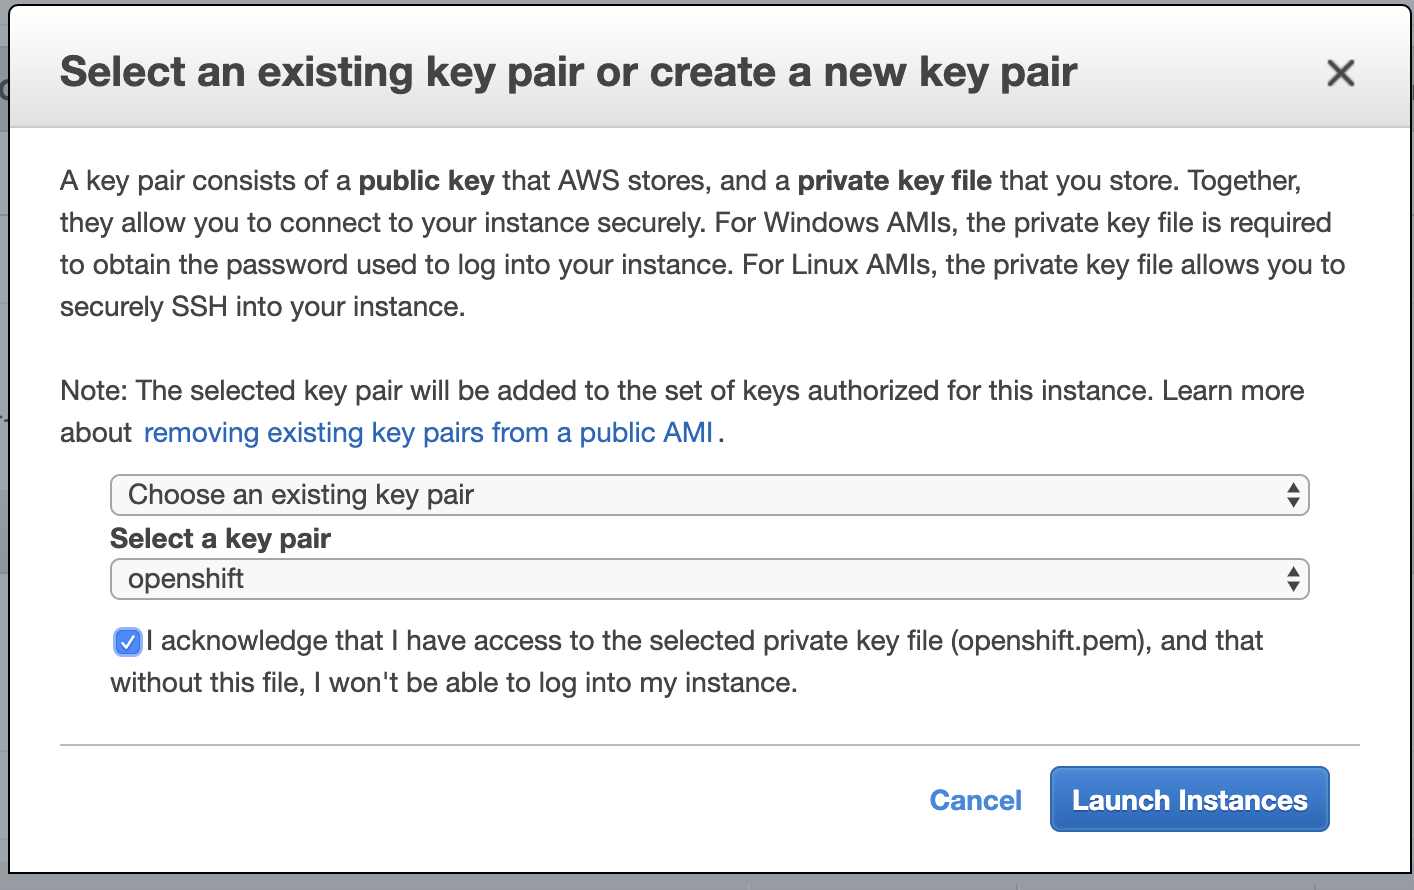 Select an existing key pair or create a new key pair
A key pair consists of a public key that AWS stores, and a private key file that you store. Together,
they allow you to connect to your instance securely. For Windows AMIs, the private key file is required
to obtain the password used to log into your instance. For Linux AMIs, the private key file allows you to
securely SSH into your instance.
Note: The selected key pair will be added to the set of keys authorized for this instance. Learn more
about removing existing key pairs from a public AMI .
Choose an existing key pair
Select a key pair
openshift
I acknowledge that I have access to the selected private key file (openshift.pem), and that
without this file, I won't be able to log into my instance.
Cancel Launch Instances